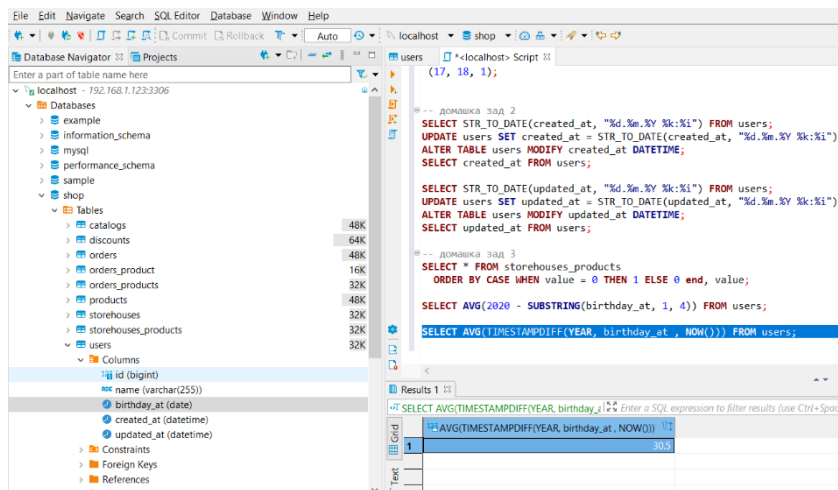 File Edit Navigate Search SQL Editor Database Window Help
Commit Rollback Auto localhost shop
Database Navigator Projects
Enter a part of table name here
localhost - 192.168.1.123:3306
Databases
example
information_schema
mysql
performance_schema
sample
shop
Tables
catalogs 48K
discounts 64K
orders 48K
orders_product 16K
orders_products 32K
products 48K
storehouses 32K
storehouses_products 32K
users 32K
Columns
id (bigint)
name (varchar(255))
birthday_at (date)
created_at (datetime)
updated_at (datetime)
Constraints
Foreign Keys
References
users *<localhost> Script
(17, 18, 1);
-- домашка зад 2
SELECT STR_TO_DATE(created_at, "%d.%m.%Y %k:%i") FROM users;
UPDATE users SET created_at = STR_TO_DATE(created_at, "%d.%m.%Y %k:%i")
ALTER TABLE users MODIFY created_at DATETIME;
SELECT created_at FROM users;
SELECT STR_TO_DATE(updated_at, "%d.%m.%Y %k:%i") FROM users;
UPDATE users SET updated_at = STR_TO_DATE(updated_at, "%d.%m.%Y %k:%i")
ALTER TABLE users MODIFY updated_at DATETIME;
SELECT updated_at FROM users;
-- домашка зад 3
SELECT * FROM storehouses_products
ORDER BY CASE WHEN value = 0 THEN 1 ELSE 0 end, value;
SELECT AVG(2020 - SUBSTRING(birthday_at, 1, 4)) FROM users;
SELECT AVG(TIMESTAMPDIFF(YEAR, birthday_at , NOW())) FROM users;
Results 1
SELECT AVG(TIMESTAMPDIFF(YEAR, birthday_a Enter a SQL expression to filter results (use Ctrl+Spac
Grid
Text
123 AVG(TIMESTAMPDIFF(YEAR, birthday_at , NOW()))
1 30.5